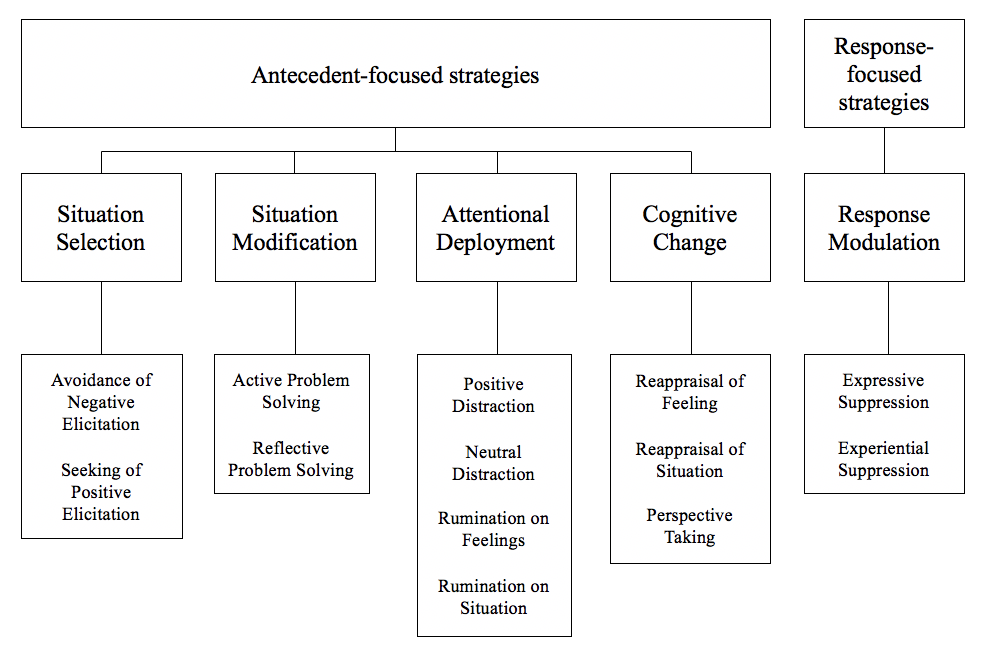 Antecedent-focused strategies
Response-
focused
strategies
Situation
Selection
Situation
Modification
Attentional
Deployment
Cognitive
Change
Response
Modulation
Avoidance of
Negative
Elicitation
Seeking of
Positive
Elicitation
Active Problem
Solving
Reflective
Problem Solving
Positive
Distraction
Neutral
Distraction
Rumination on
Feelings
Rumination on
Situation
Reappraisal of
Feeling
Reappraisal of
Situation
Perspective
Taking
Expressive
Suppression
Experiential
Suppression